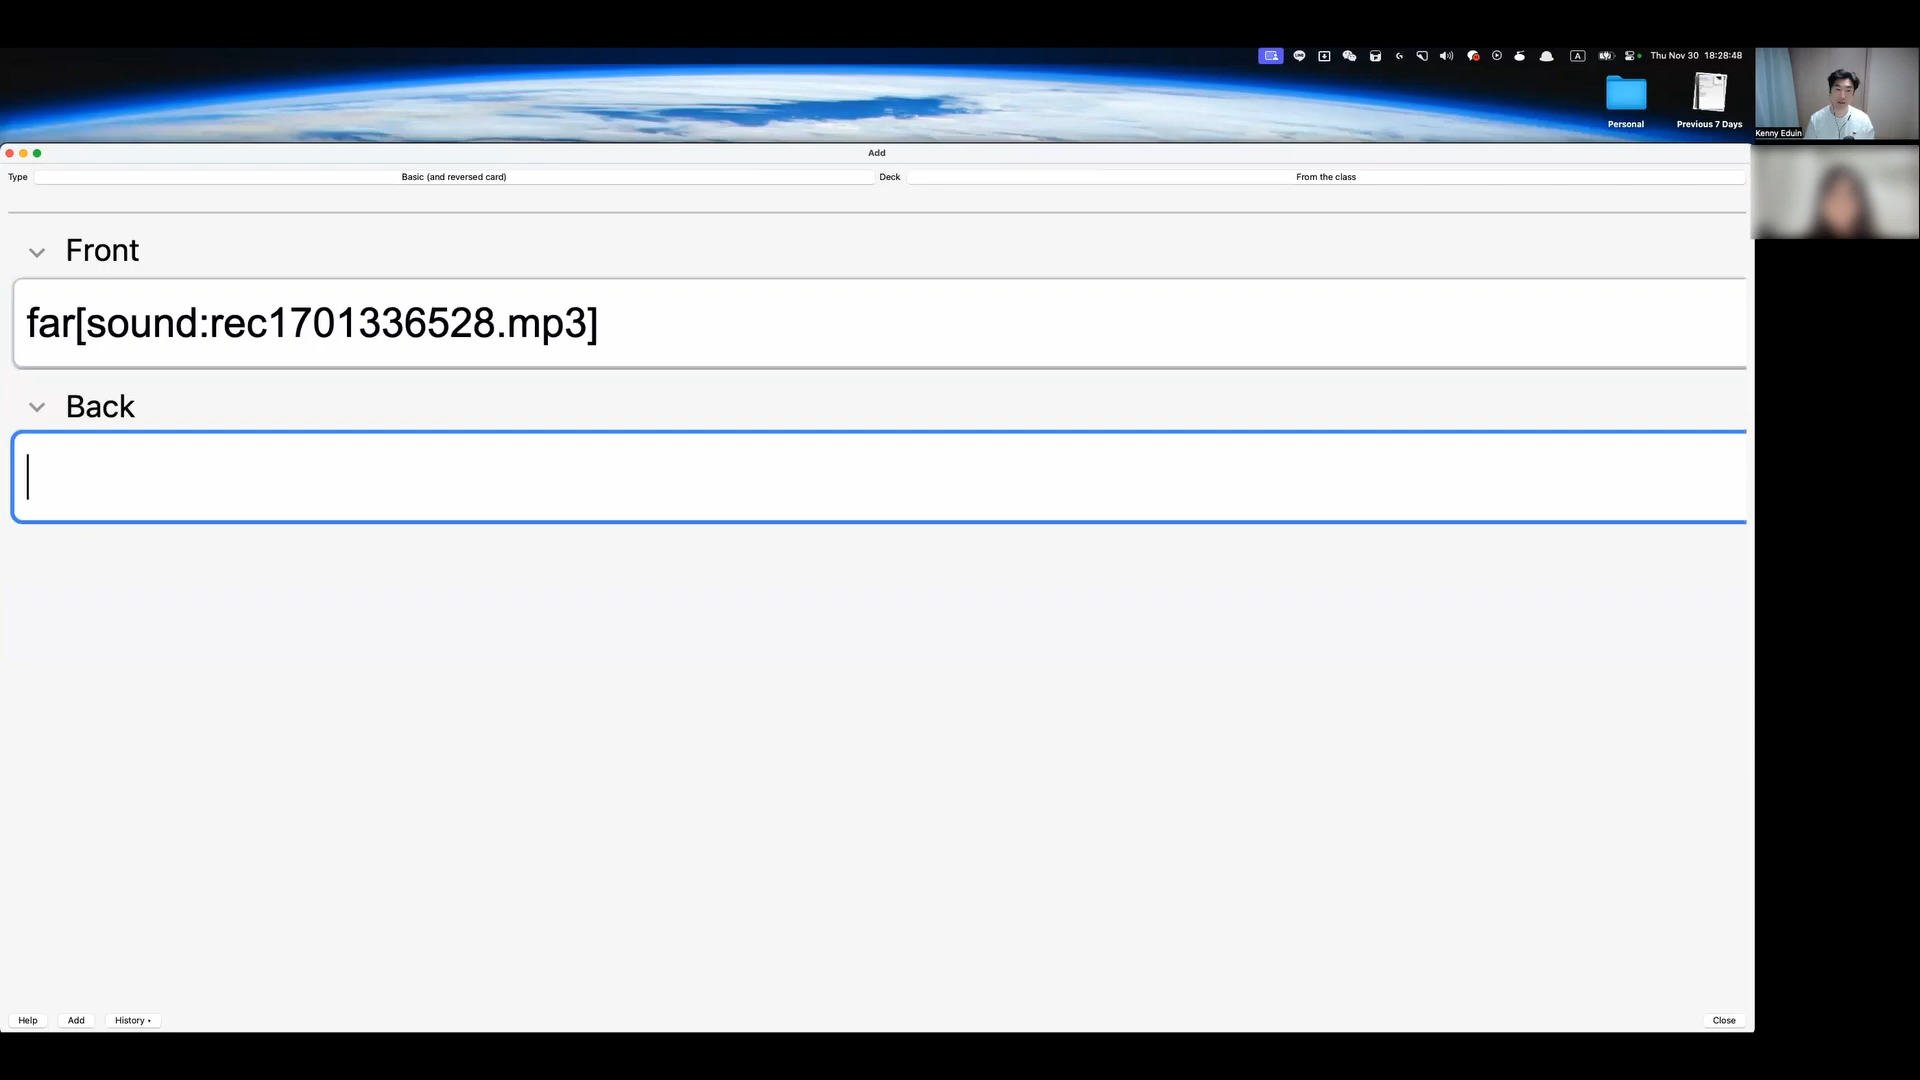 A
Thu Nov 30 18:28:48
Personal
Previous 7 Days
Kenny Eduin
Add
Type
Basic (and reversed card)
Deck
From the class
Front
far[sound:rec1701336528.mp3]
Back
Help
Add
History
Close